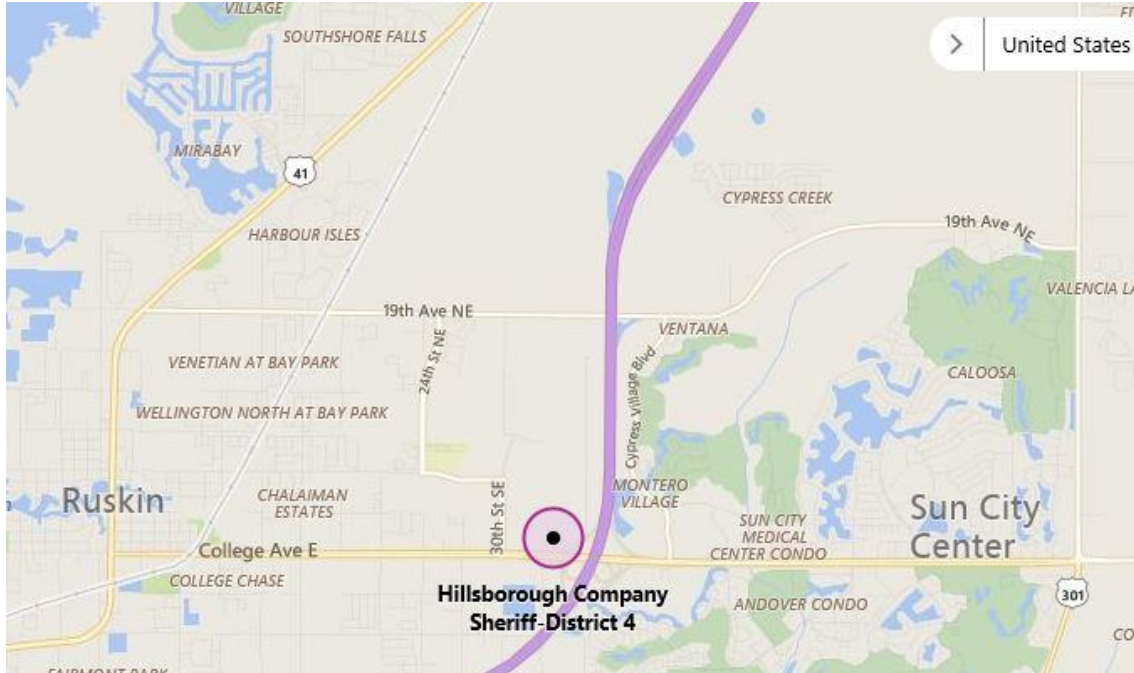 VILLAGE
SOUTHSHORE FALLS
United States
MIRABAY
41
CYPRESS CREEK
HARBOUR ISLES
19th Ave NE
VALENCIA
19th Ave NE
VENTANA
24th St NE
VENETIAN AT BAY PARK
Cypress Village Blvd
CALOOSA
WELLINGTON NORTH AT BAY PARK
Ruskin
CHALAIMAN
ESTATES
30th St SE
MONTERO
VILLAGE
SUN CITY
MEDICAL
CENTER CONDO
Sun City
Center
College Ave E
COLLEGE CHASE
Hillsborough Company
Sheriff-District 4
ANDOVER CONDO
301
FAIRMONT PARK